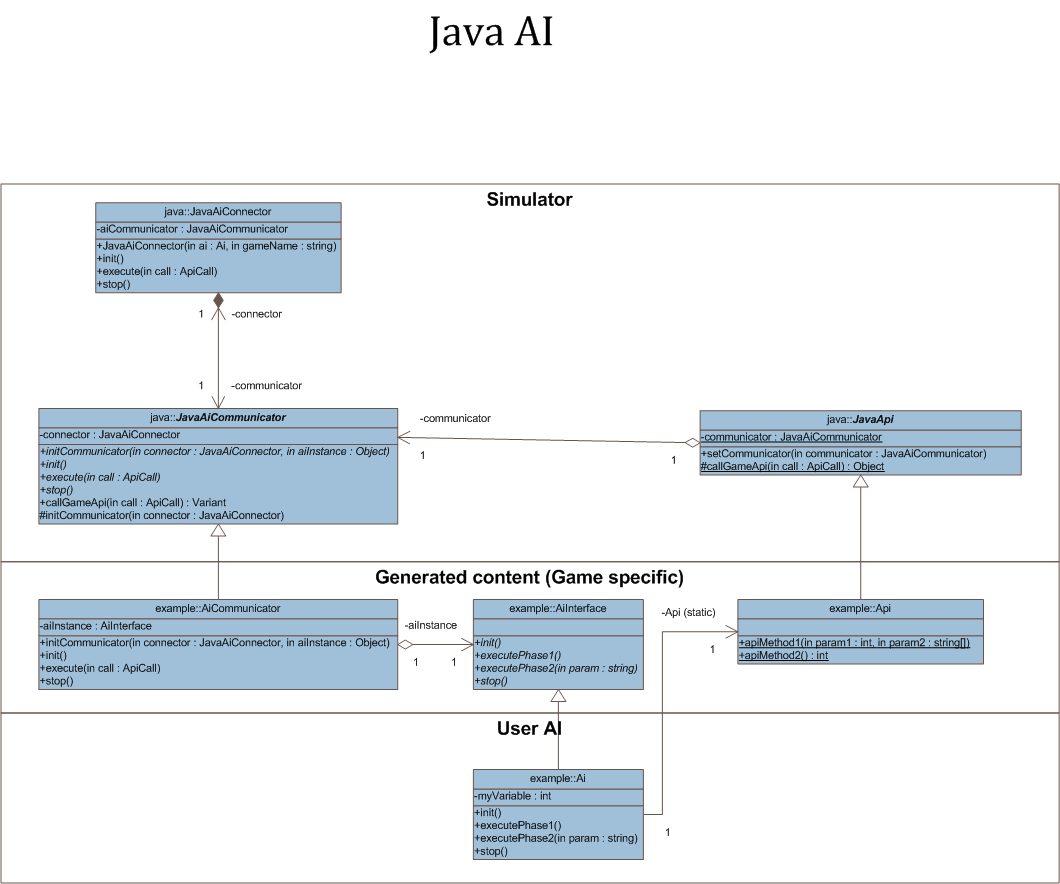 Java AI
Simulator
java::JavaAiConnector
-aiCommunicator : JavaAiCommunicator
+JavaAiConnector(in ai : Ai, in gameName : string)
+init()
+execute(in call : ApiCall)
+stop()
1
-connector
1
-communicator
java::JavaAiCommunicator
-connector : JavaAiConnector
+initCommunicator(in connector : JavaAiConnector, in aiInstance : Object)
+init()
+execute(in call : ApiCall)
+stop()
+callGameApi(in call : ApiCall) : Variant
#initCommunicator(in connector : JavaAiConnector)
-communicator
1
1
java::JavaApi
-communicator : JavaAiCommunicator
+setCommunicator(in communicator : JavaAiCommunicator)
#callGameApi(in call : ApiCall) : Object
Generated content (Game specific)
example::AiCommunicator
-aiInstance : AiInterface
+initCommunicator(in connector : JavaAiConnector, in aiInstance : Object)
+init()
+execute(in call : ApiCall)
+stop()
-aiInstance
1
1
example::AiInterface
+init()
+executePhase1()
+executePhase2(in param : string)
+stop()
-Api (static)
1
example::Api
+apiMethod1(in param1 : int, in param2 : string[])
+apiMethod2() : int
User AI
example::Ai
-myVariable : int
+init()
+executePhase1()
+executePhase2(in param : string)
+stop()
1